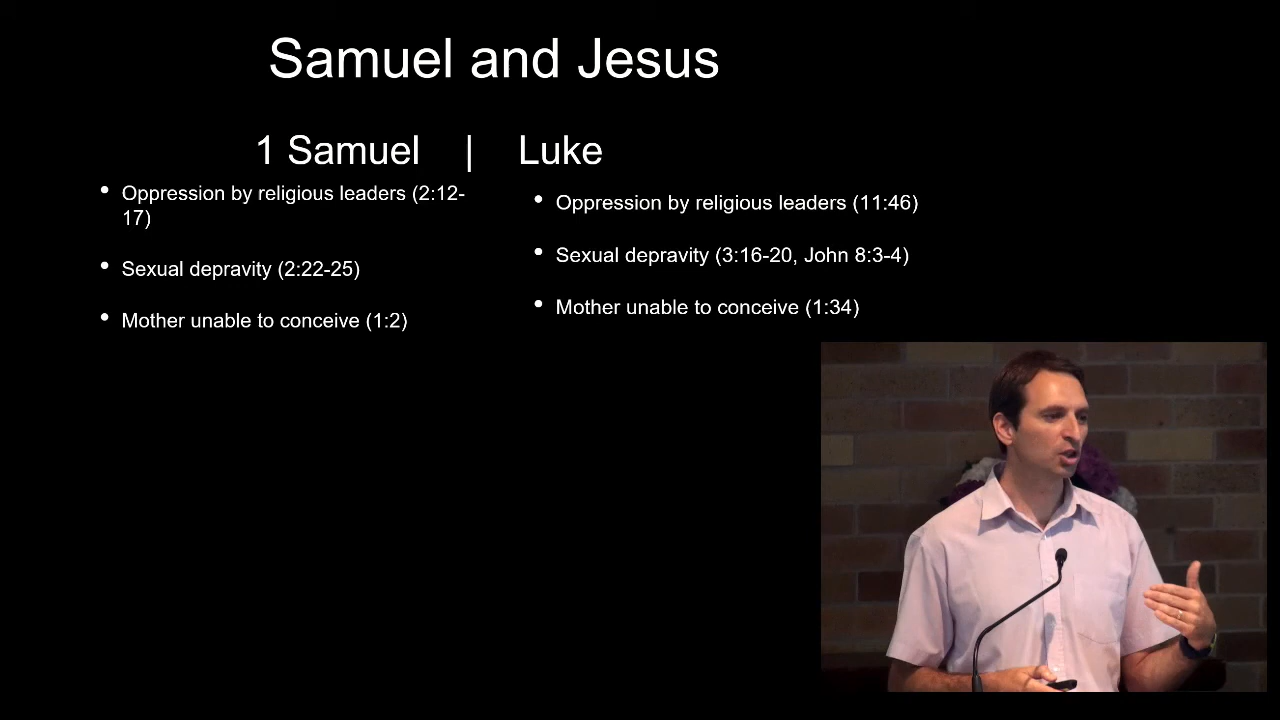 Samuel and Jesus
1 Samuel | Luke
• Oppression by religious leaders (2:12-
17)
• Sexual depravity (2:22-25)
• Mother unable to conceive (1:2)
• Oppression by religious leaders (11:46)
• Sexual depravity (3:16-20, John 8:3-4)
• Mother unable to conceive (1:34)